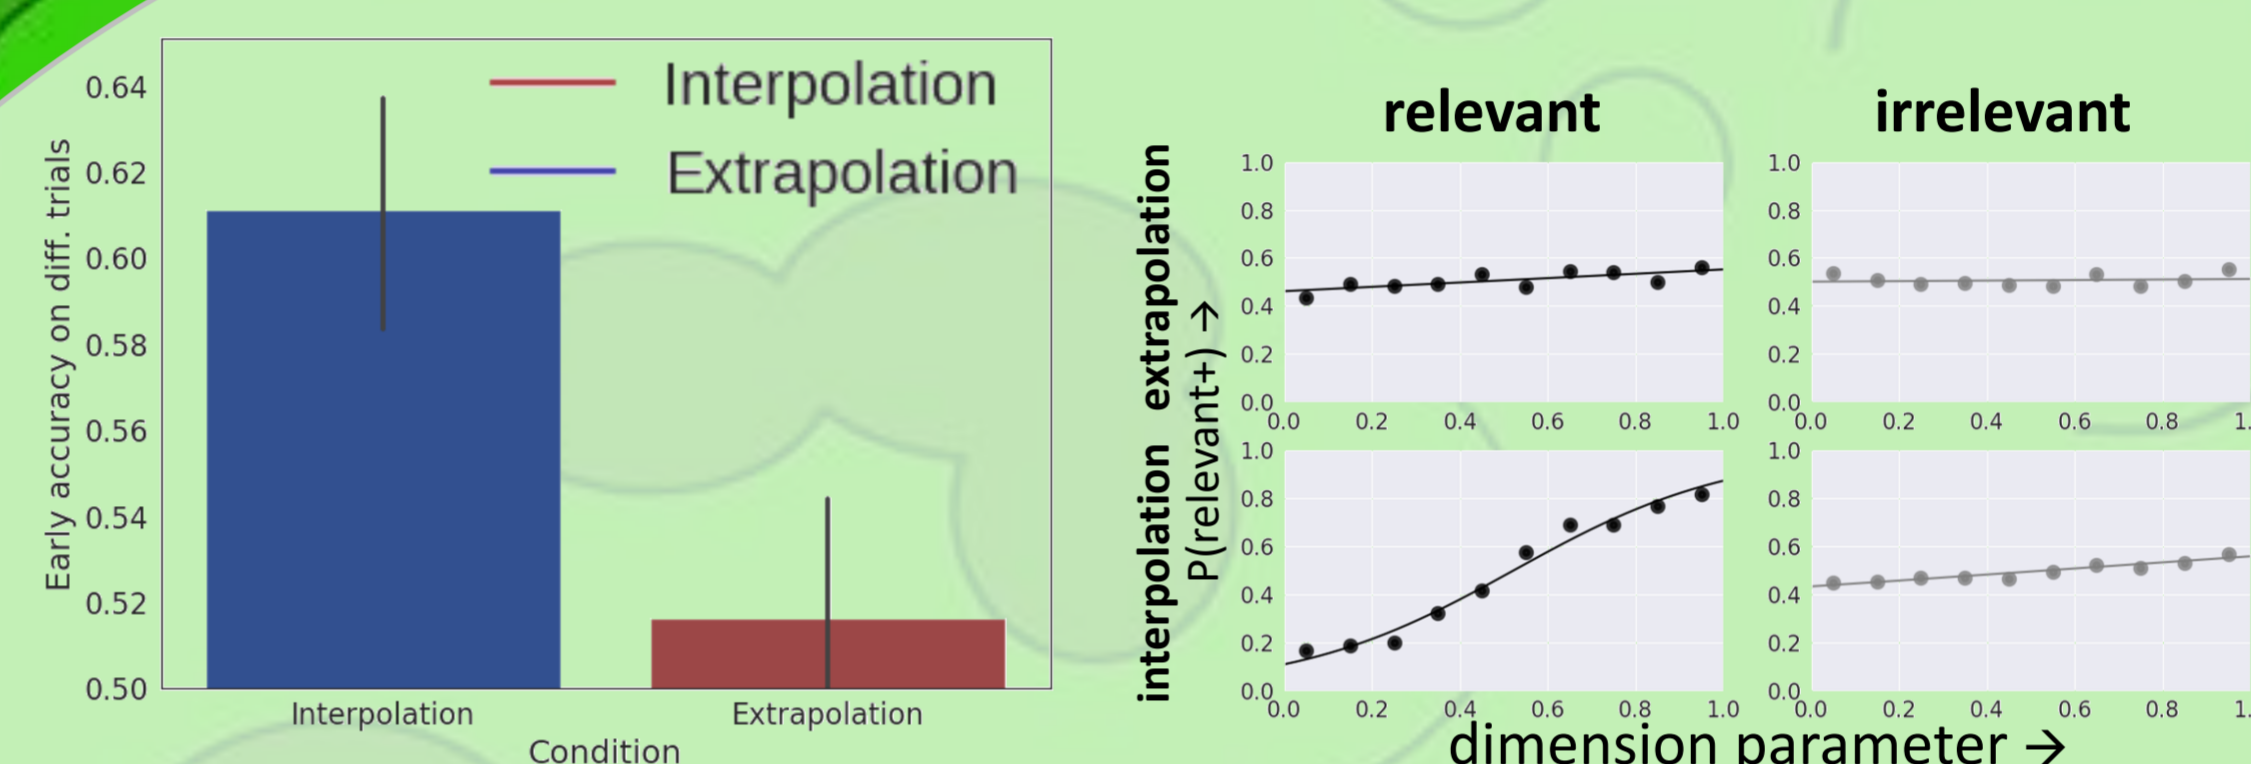 0.64
0.62
0.60
0.58
0.56
0.54
0.52
0.50
Early accuracy on diff. trials
Interpolation
Extrapolation
Interpolation Extrapolation
Condition
relevant irrelevant
interpolation extrapolation
P(relevant+) →
1.0
0.8
0.6
0.4
0.2
0.0
0.0 0.2 0.4 0.6 0.8 1.0
1.0
0.8
0.6
0.4
0.2
0.0
0.0 0.2 0.4 0.6 0.8 1.
1.0
0.8
0.6
0.4
0.2
0.0
0.0 0.2 0.4 0.6 0.8 1.0
1.0
0.8
0.6
0.4
0.2
0.0
0.0 0.2 0.4 0.6 0.8 1.
dimension parameter →